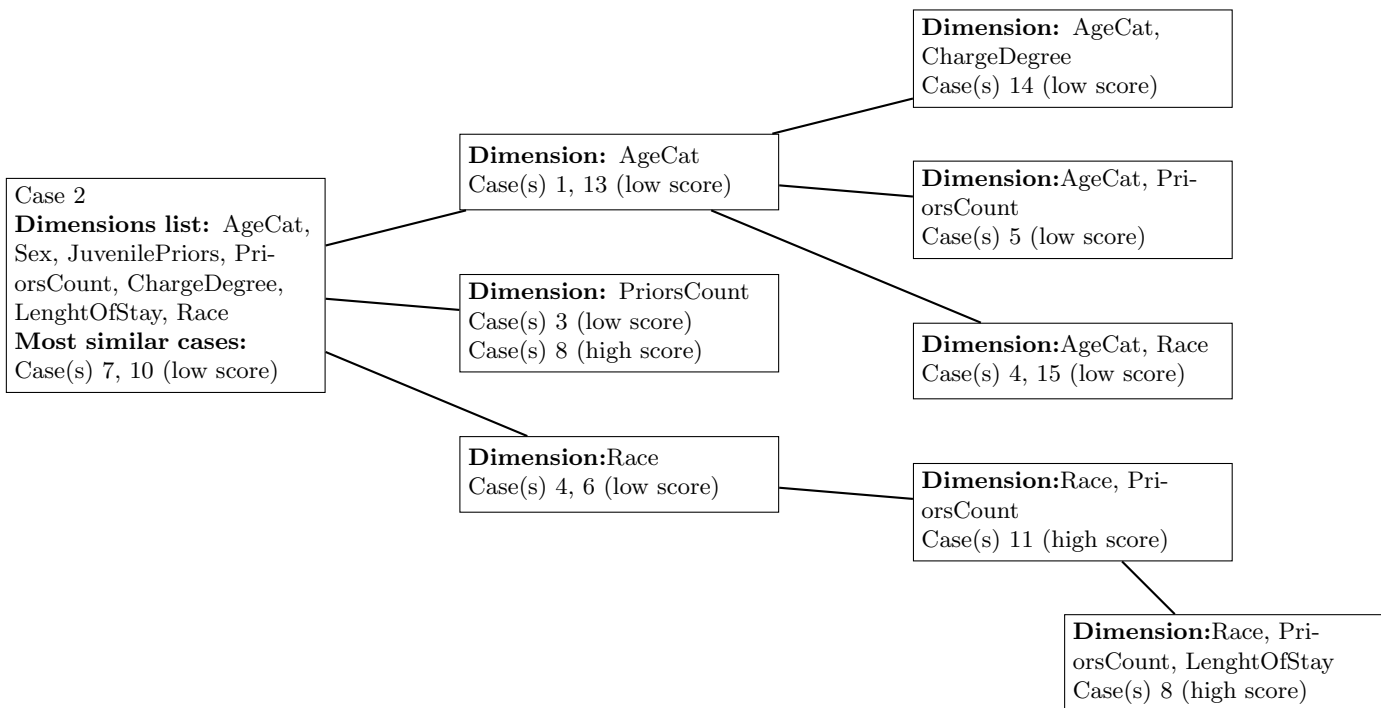 Case 2
Dimensions list: AgeCat,
Sex, JuvenilePriors, Pri-
orsCount, ChargeDegree,
LenghtOfStay, Race
Most similar cases:
Case(s) 7, 10 (low score)
Dimension: AgeCat
Case(s) 1, 13 (low score)
Dimension: PriorsCount
Case(s) 3 (low score)
Case(s) 8 (high score)
Dimension:Race
Case(s) 4, 6 (low score)
Dimension: AgeCat,
ChargeDegree
Case(s) 14 (low score)
Dimension:AgeCat, Pri-
orsCount
Case(s) 5 (low score)
Dimension:AgeCat, Race
Case(s) 4, 15 (low score)
Dimension:Race, Pri-
orsCount
Case(s) 11 (high score)
Dimension:Race, Pri-
orsCount, LenghtOfStay
Case(s) 8 (high score)